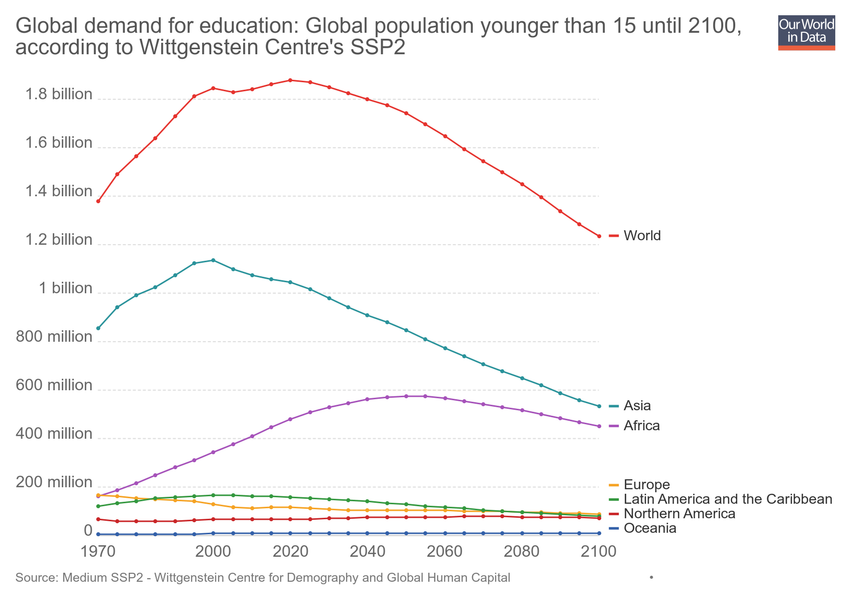 Global demand for education: Global population younger than 15 until 2100,
according to Wittgenstein Centre's SSP2
Our World
in Data
1.8 billion
1.6 billion
1.4 billion
1.2 billion
1 billion
800 million
600 million
400 million
200 million
0
1970
2000
2020
2040
2060
2080
2100
World
Asia
Africa
Europe
Latin America and the Caribbean
Northern America
Oceania
Source: Medium SSP2 - Wittgenstein Centre for Demography and Global Human Capital
•